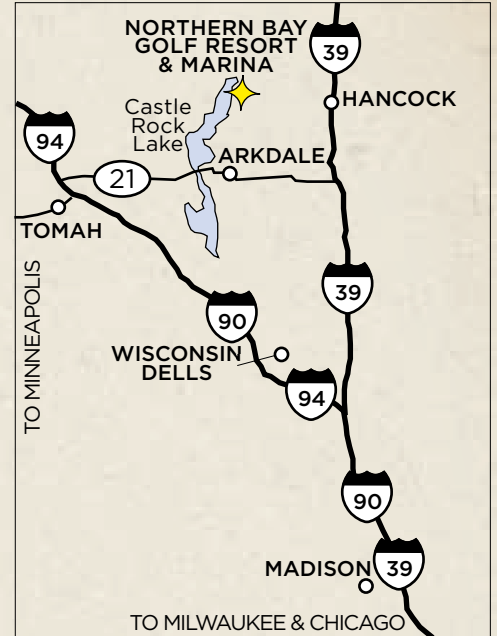 NORTHERN BAY
GOLF RESORT
& MARINA
39
HANCOCK
Castle
Rock
Lake
94
ARKDALE
21
TOMAH
TO MINNEAPOLIS
39
90
WISCONSIN
DELLS
94
90
MADISON
39
TO MILWAUKEE & CHICAGO